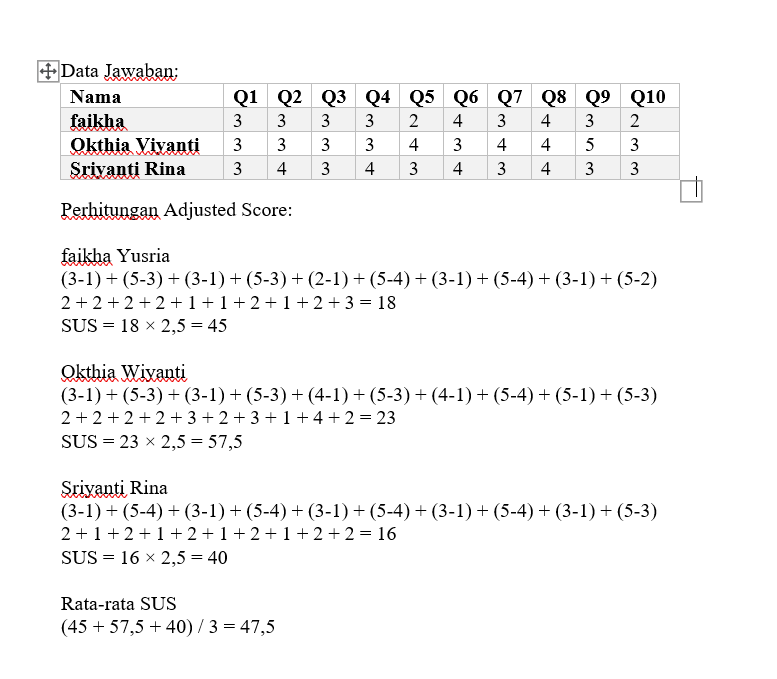 Data Jawaban:
Nama Q1 Q2 Q3 Q4 Q5 Q6 Q7 Q8 Q9 Q10
faikha 3 3 3 3 2 4 3 4 3 2
Okthia Viyanti 3 3 3 3 4 3 4 4 5 3
Sriyanti Rina 3 4 3 4 3 4 3 4 3 3
Perhitungan Adjusted Score:
faikha Yusria
(3-1) + (5-3) + (3-1) + (5-3) + (2-1) + (5-4) + (3-1) + (5-4) + (3-1) + (5-2)
2 + 2 + 2 + 2 + 1 + 1 + 2 + 1 + 2 + 3 = 18
SUS = 18 × 2,5 = 45
Okthia Wiyanti
(3-1) + (5-3) + (3-1) + (5-3) + (4-1) + (5-3) + (4-1) + (5-4) + (5-1) + (5-3)
2 + 2 + 2 + 2 + 3 + 2 + 3 + 1 + 4 + 2 = 23
SUS = 23 × 2,5 = 57,5
Sriyanti Rina
(3-1) + (5-4) + (3-1) + (5-4) + (3-1) + (5-4) + (3-1) + (5-4) + (3-1) + (5-3)
2 + 1 + 2 + 1 + 2 + 1 + 2 + 1 + 2 + 2 = 16
SUS = 16 × 2,5 = 40
Rata-rata SUS
(45 + 57,5 + 40) / 3 = 47,5